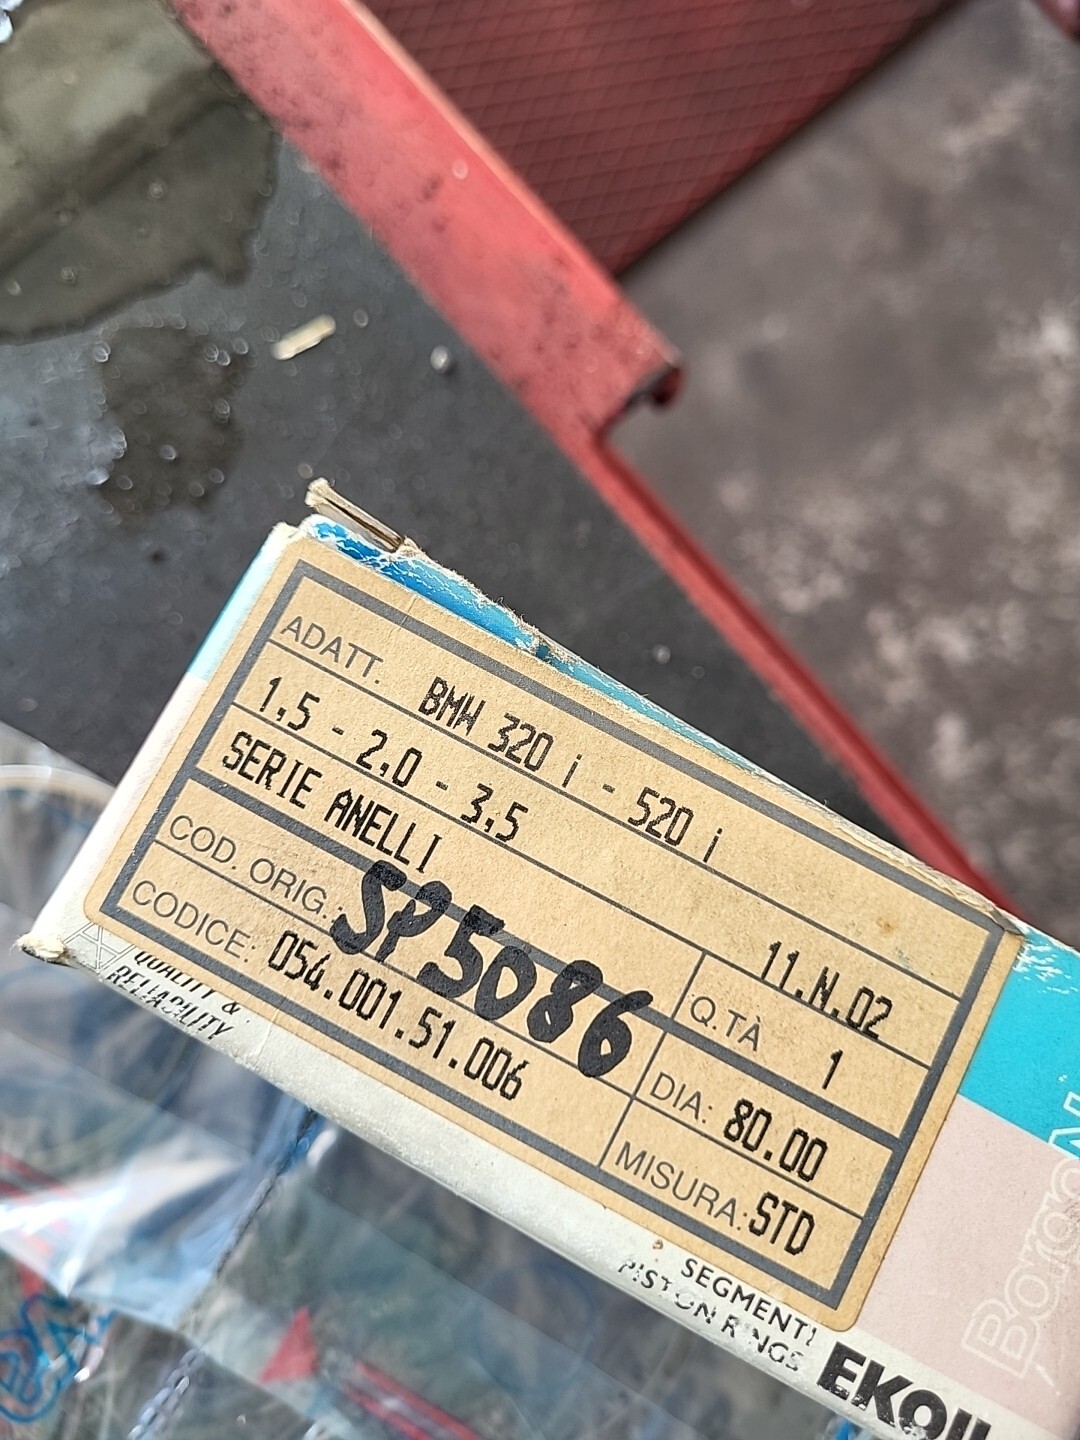 ADATT. BMW 320 i - 520 i
1,5 - 2,0 - 3,5
SERIE ANELLI
11.N.02
COD. ORIG.: SP5086
Q.TÀ 1
CODICE: 054.001.51.006
DIA: 80.00
MISURA: STD
QUALITY &
RELIABILITY
SEGMENTI
PISTON RINGS